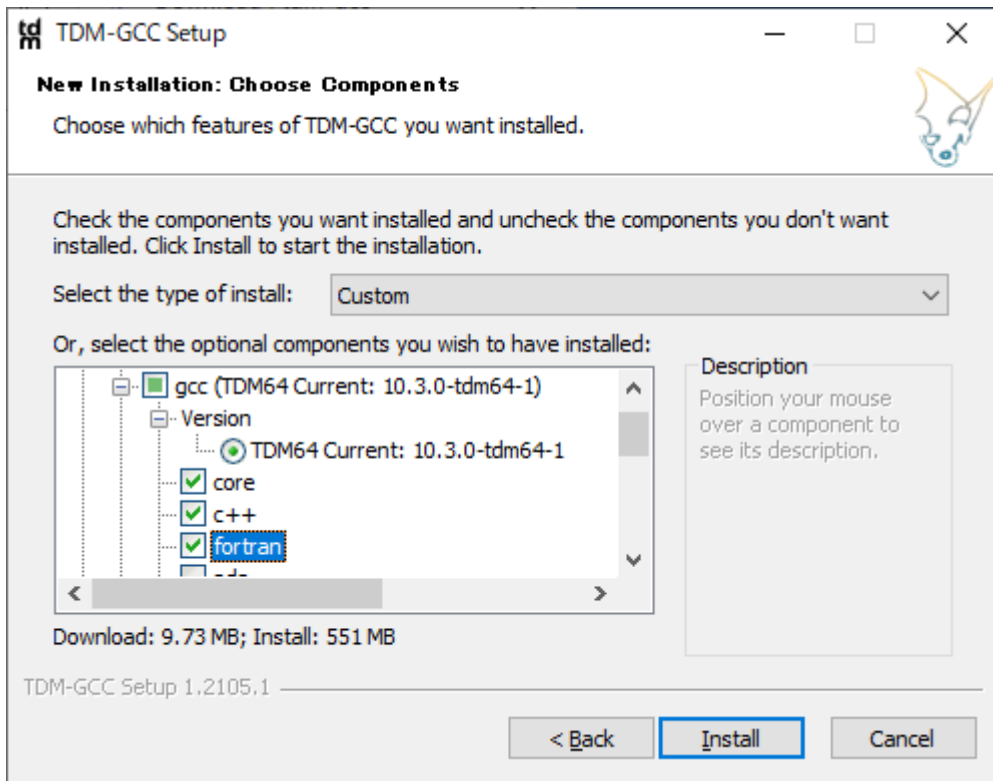 tdm TDM-GCC Setup
New Installation: Choose Components
Choose which features of TDM-GCC you want installed.
Check the components you want installed and uncheck the components you don't want
installed. Click Install to start the installation.
Select the type of install: Custom
Or, select the optional components you wish to have installed:
gcc (TDM64 Current: 10.3.0-tdm64-1)
Version
TDM64 Current: 10.3.0-tdm64-1
core
c++
fortran
Description
Position your mouse
over a component to
see its description.
Download: 9.73 MB; Install: 551 MB
TDM-GCC Setup 1.2105.1
< Back Install Cancel